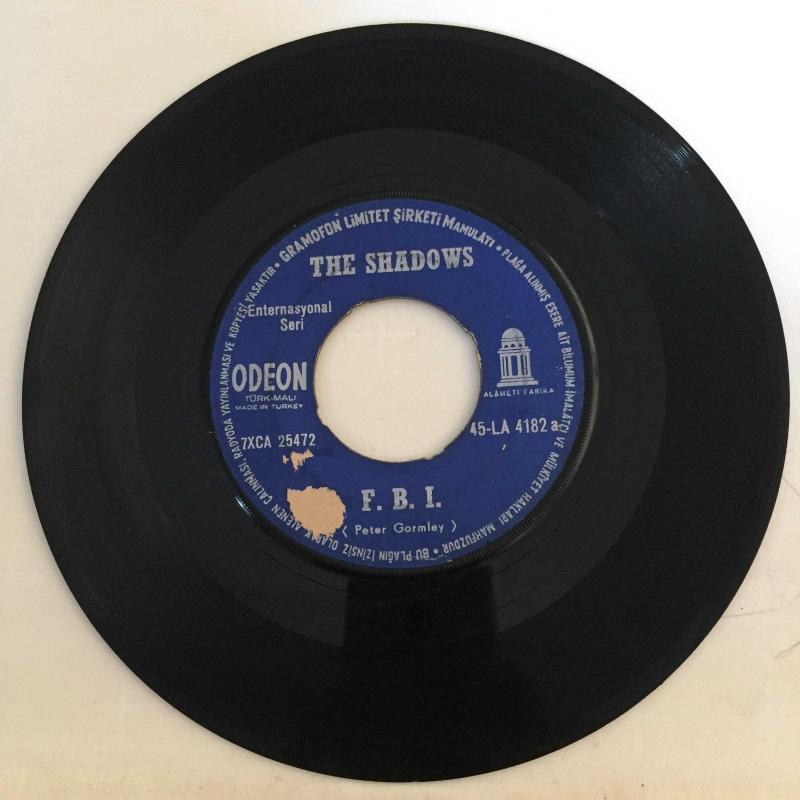 GRAMOFON LİMİTET ŞİRKETİ MAMULATI • PLAĞA ALINMIŞ ESERE AİT BİLUMUM İMALATÇI VE MÜLKİYET HAKLARI MAHFUZDUR • BU PLAĞIN İZİNSİZ OLARAK ALENEN ÇALINMASI, RADYODA YAYINLANMASI VE KOPYESİ YASAKTIR •
THE SHADOWS
Enternasyonal
Seri
ODEON
TÜRK-MALI
MADE IN TURKEY
ALÂMETİ FARİKA
7XCA 25472
45-LA 4182 a
F. B. I.
( Peter Gormley )